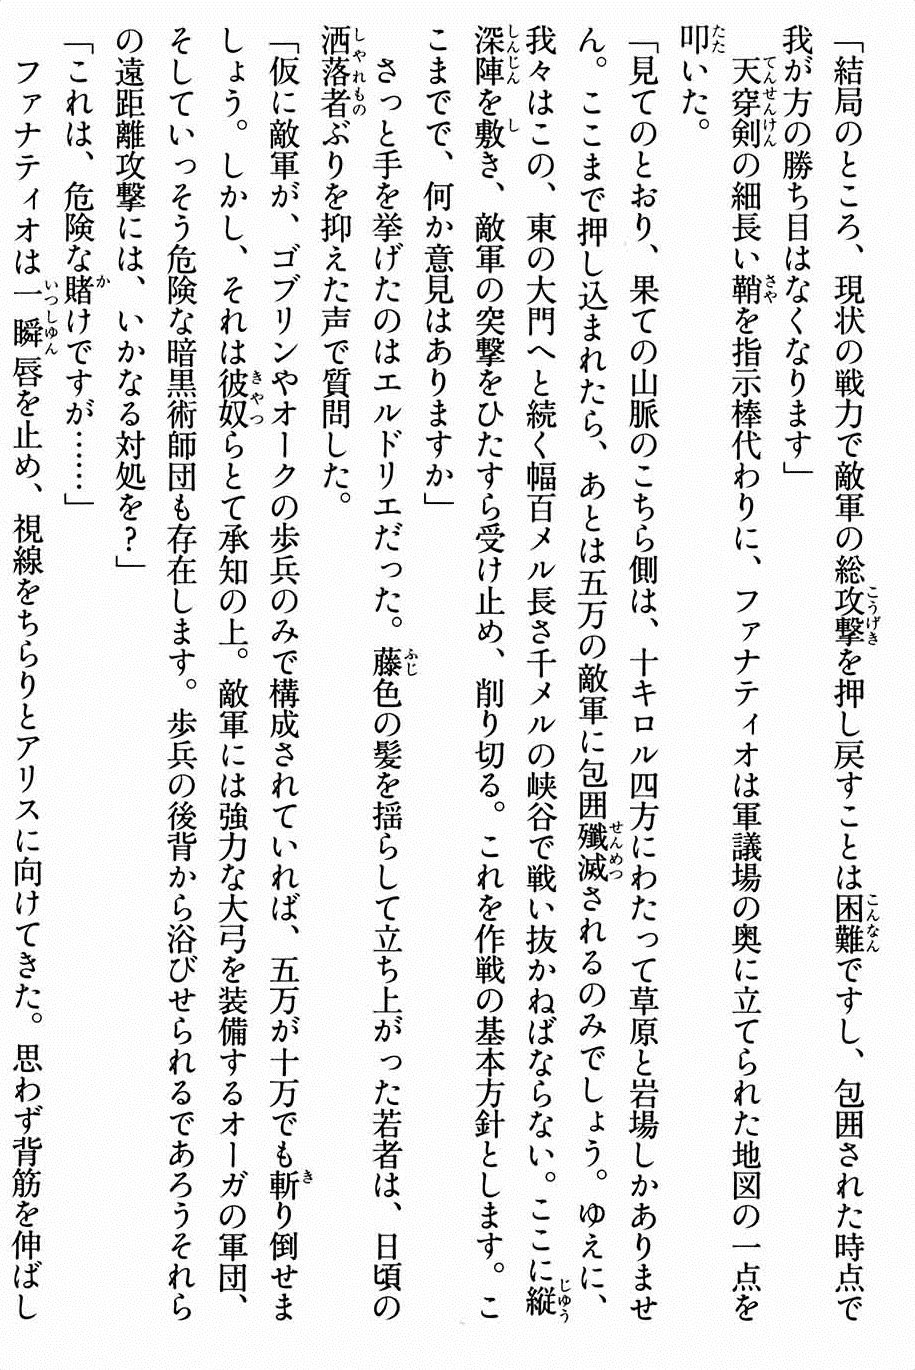 「結局のところ、現状の戦力で敵軍の総攻撃を押し戻すことは困難ですし、包囲された時点で
我が方の勝ち目はなくなります」
　天穿剣の細長い鞘を指示棒代わりに、ファナティオは軍議場の奥に立てられた地図の一点を
叩いた。
「見てのとおり、果ての山脈のこちら側は、十キロル四方にわたって草原と岩場しかありませ
ん。ここまで押し込まれたら、あとは五万の敵軍に包囲殲滅されるのみでしょう。ゆえに、
我々はこの、東の大門へと続く幅百メル長さ千メルの峡谷で戦い抜かねばならない。ここに縦
深陣を敷き、敵軍の突撃をひたすら受け止め、削り切る。これを作戦の基本方針とします。こ
こまでで、何か意見はありますか」
　さっと手を挙げたのはエルドリエだった。藤色の髪を揺らして立ち上がった若者は、日頃の
洒落者ぶりを抑えた声で質問した。
「仮に敵軍が、ゴブリンやオークの歩兵のみで構成されていれば、五万が十万でも斬り倒せま
しょう。しかし、それは彼奴らとて承知の上。敵軍には強力な大弓を装備するオーガの軍団、
そしていっそう危険な暗黒術師団も存在します。歩兵の後背から浴びせられるであろうそれら
の遠距離攻撃には、いかなる対処を？」
「これは、危険な賭けですが……」
　ファナティオは一瞬唇を止め、視線をちらりとアリスに向けてきた。思わず背筋を伸ばし